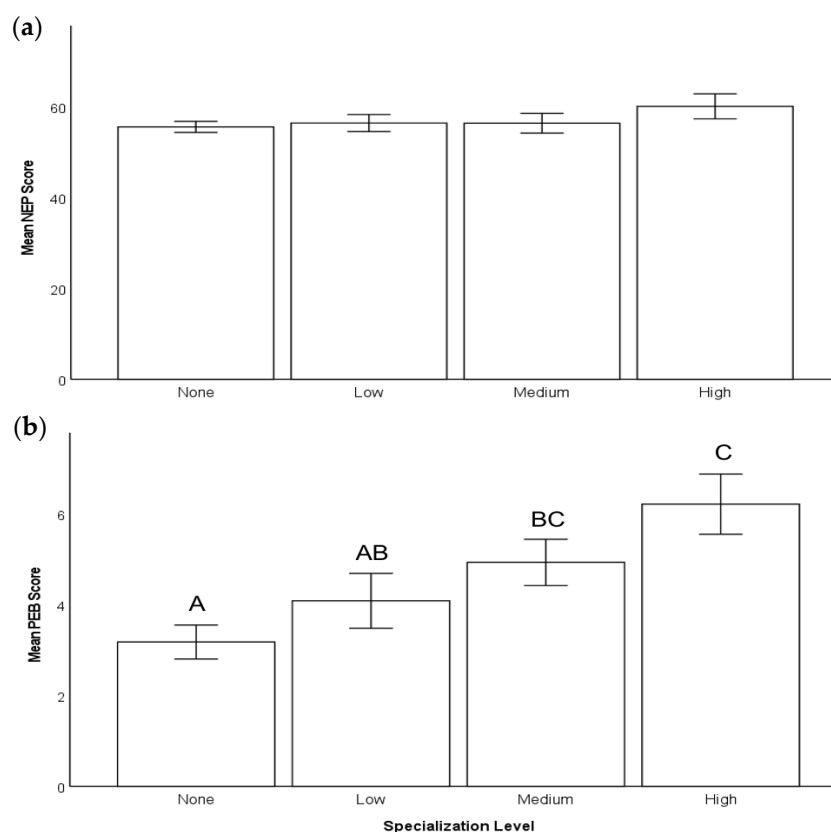 (a)
Mean NEP Score
60
40
20
0
None Low Medium High
(b)
Mean PEB Score
6
4
2
0
A AB BC C
None Low Medium High
Specialization Level